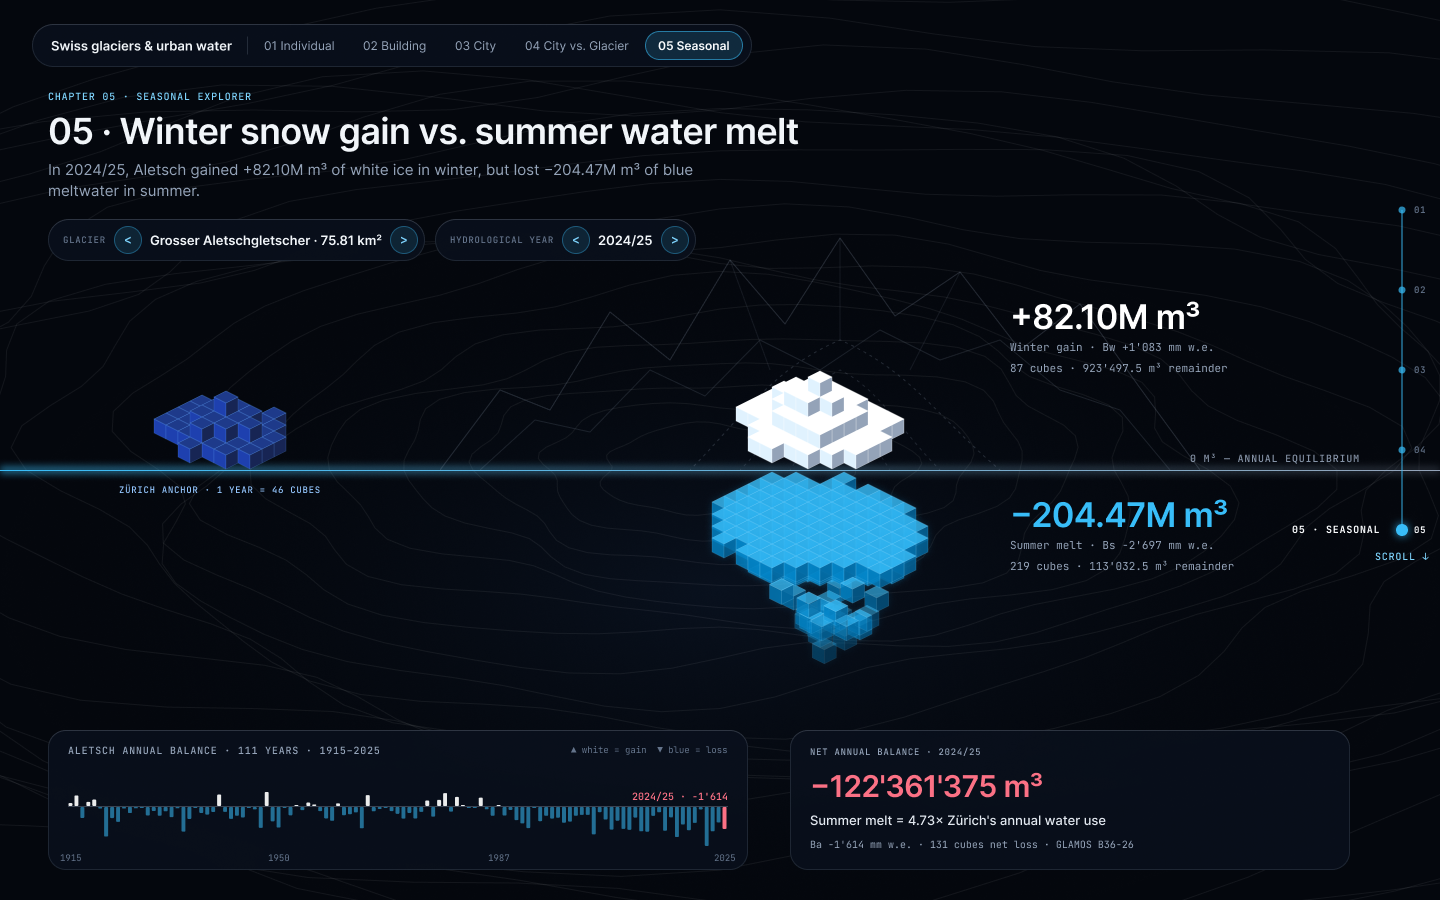 Swiss glaciers & urban water
01 Individual
02 Building
03 City
04 City vs. Glacier
05 Seasonal
CHAPTER 05 · SEASONAL EXPLORER
05 · Winter snow gain vs. summer water melt
In 2024/25, Aletsch gained +82.10M m³ of white ice in winter, but lost −204.47M m³ of blue
meltwater in summer.
GLACIER < Grosser Aletschgletscher · 75.81 km² >
HYDROLOGICAL YEAR < 2024/25 >
01
02
03
04
05 · SEASONAL
05
SCROLL ↓
+82.10M m³
Winter gain · Bw +1'083 mm w.e.
87 cubes · 923'497.5 m³ remainder
0 M³ — ANNUAL EQUILIBRIUM
ZÜRICH ANCHOR · 1 YEAR = 46 CUBES
−204.47M m³
Summer melt · Bs -2'697 mm w.e.
219 cubes · 113'032.5 m³ remainder
ALETSCH ANNUAL BALANCE · 111 YEARS · 1915–2025
▲ white = gain ▼ blue = loss
2024/25 · -1'614
1915
1950
1987
2025
NET ANNUAL BALANCE · 2024/25
−122'361'375 m³
Summer melt = 4.73× Zürich's annual water use
Ba -1'614 mm w.e. · 131 cubes net loss · GLAMOS B36-26